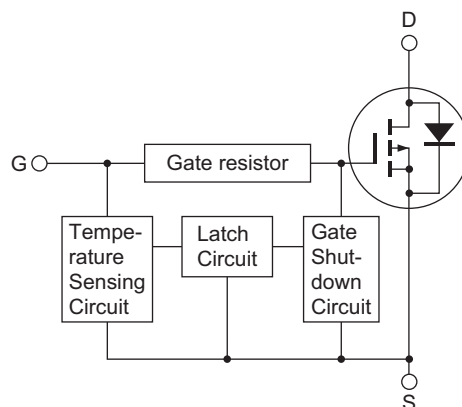 D
G
Gate resistor
Tempe-
rature
Sensing
Circuit
Latch
Circuit
Gate
Shut-
down
Circuit
S